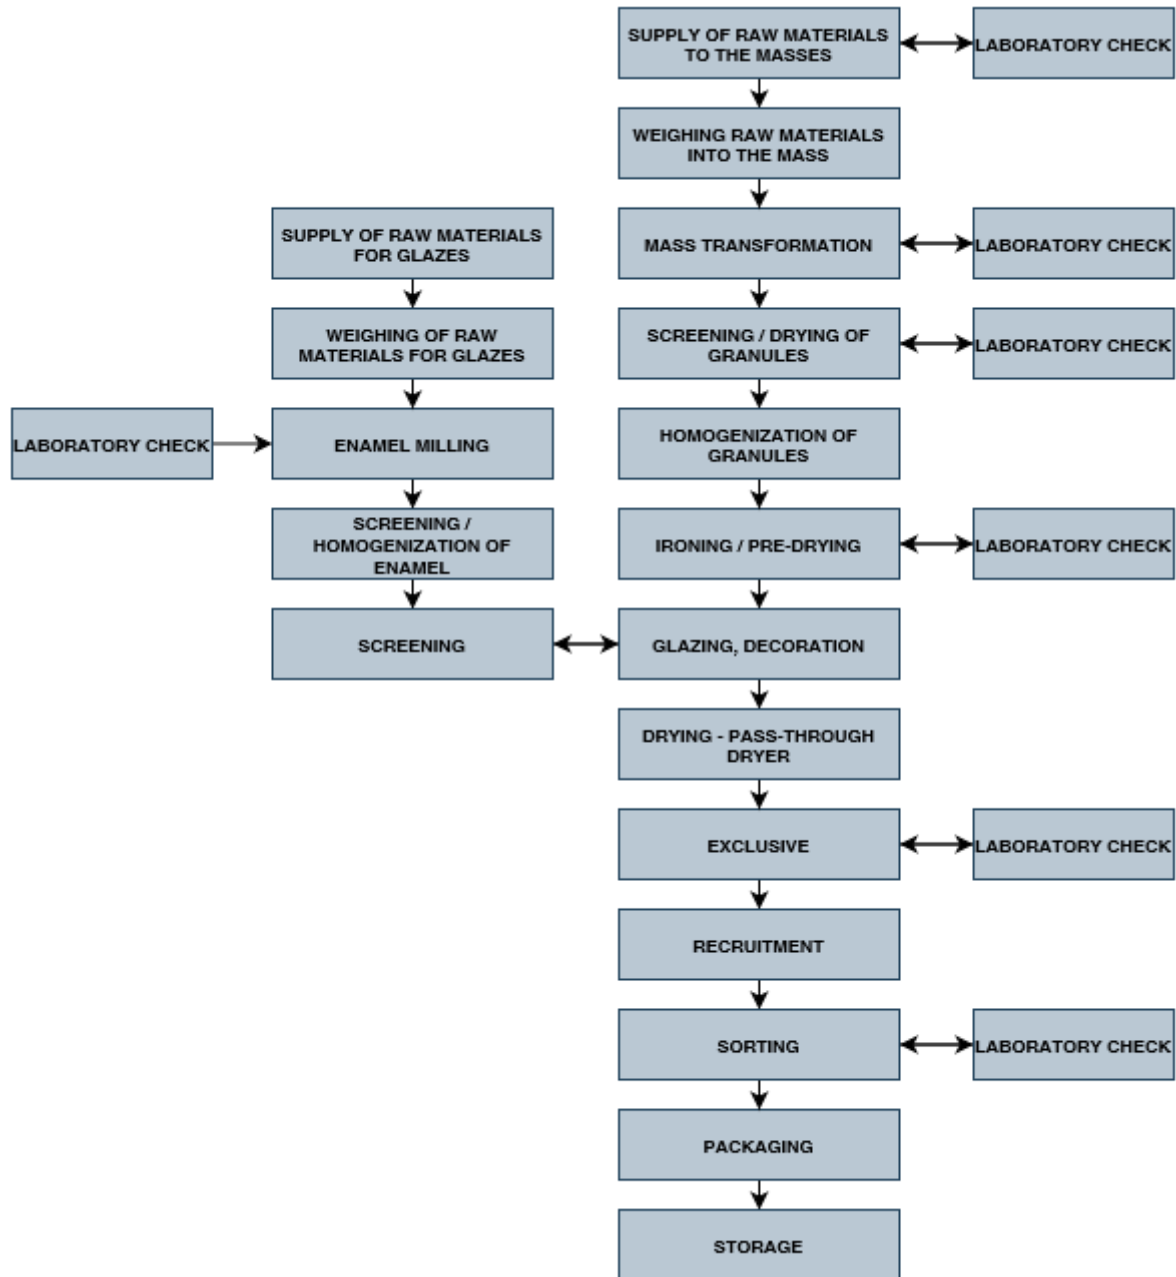 SUPPLY OF RAW MATERIALS
TO THE MASSES
LABORATORY CHECK
WEIGHING RAW MATERIALS
INTO THE MASS
SUPPLY OF RAW MATERIALS
FOR GLAZES
MASS TRANSFORMATION
LABORATORY CHECK
WEIGHING OF RAW
MATERIALS FOR GLAZES
SCREENING / DRYING OF
GRANULES
LABORATORY CHECK
LABORATORY CHECK
ENAMEL MILLING
HOMOGENIZATION OF
GRANULES
SCREENING /
HOMOGENIZATION OF
ENAMEL
IRONING / PRE-DRYING
LABORATORY CHECK
SCREENING
GLAZING, DECORATION
DRYING - PASS-THROUGH
DRYER
EXCLUSIVE
LABORATORY CHECK
RECRUITMENT
SORTING
LABORATORY CHECK
PACKAGING
STORAGE